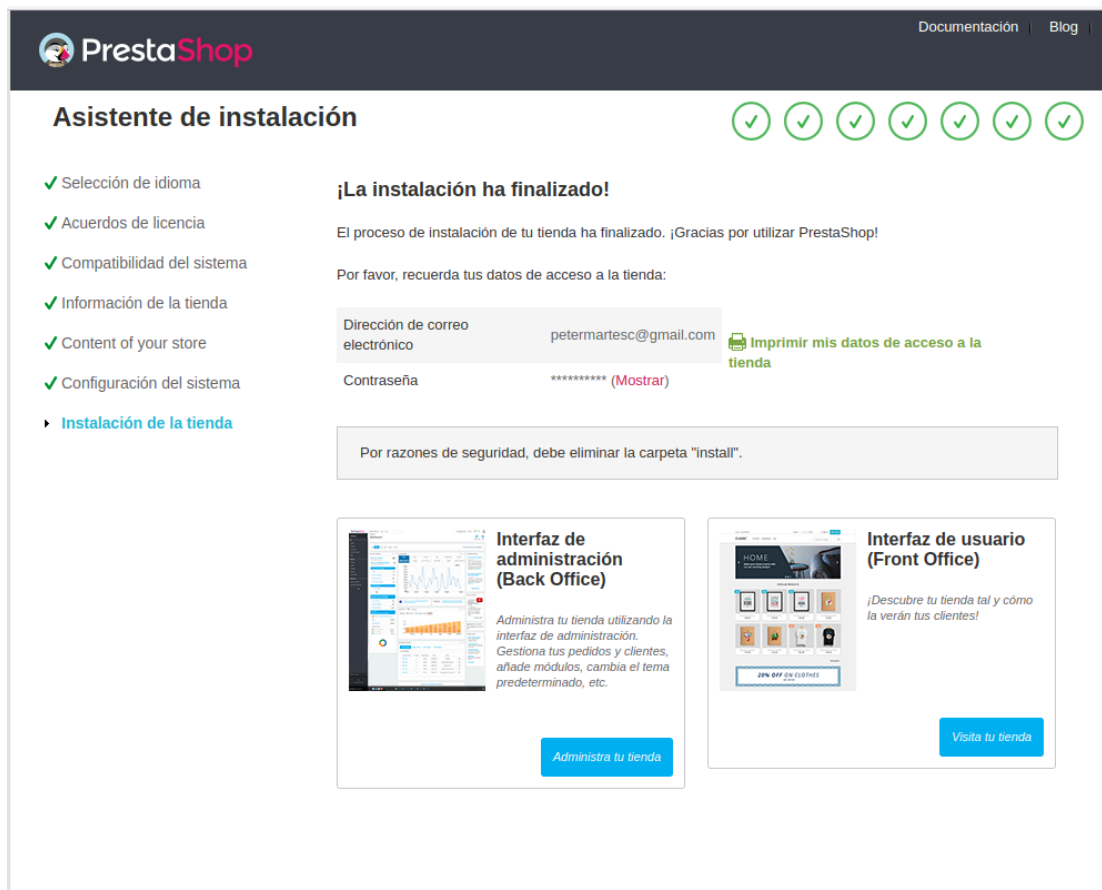 Documentación
Blog
PrestaShop
Asistente de instalación
Selección de idioma
Acuerdos de licencia
Compatibilidad del sistema
Información de la tienda
Content of your store
Configuración del sistema
Instalación de la tienda
¡La instalación ha finalizado!
El proceso de instalación de tu tienda ha finalizado. ¡Gracias por utilizar PrestaShop!
Por favor, recuerda tus datos de acceso a la tienda:
Dirección de correo
electrónico
petermartesc@gmail.com
Contraseña
********** (Mostrar)
Imprimir mis datos de acceso a la
tienda
Por razones de seguridad, debe eliminar la carpeta "install".
Interfaz de
administración
(Back Office)
Administra tu tienda utilizando la
interfaz de administración.
Gestiona tus pedidos y clientes,
añade módulos, cambia el tema
predeterminado, etc.
Administra tu tienda
HOME
20% OFF ON CLOTHES
Interfaz de usuario
(Front Office)
¡Descubre tu tienda tal y cómo
la verán tus clientes!
Visita tu tienda